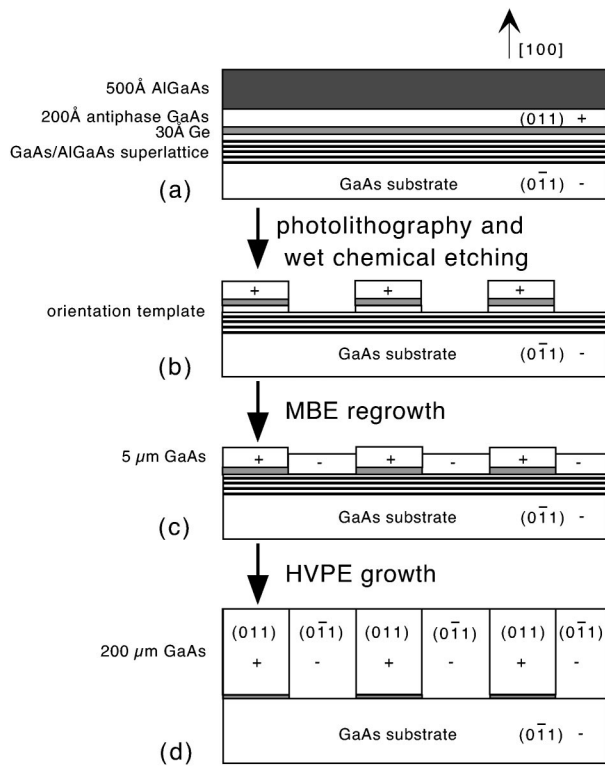 [100]
500Å AlGaAs
200Å antiphase GaAs (011) +
30Å Ge
GaAs/AlGaAs superlattice
(a) GaAs substrate (01̅1) -
photolithography and
wet chemical etching
+ + +
orientation template
(b) GaAs substrate (01̅1) -
MBE regrowth
5 µm GaAs + - + - + -
(c) GaAs substrate (01̅1) -
HVPE growth
(011) (01̅1) (011) (01̅1) (011) (01̅1)
200 µm GaAs
+ - + - + -
(d) GaAs substrate (01̅1) -